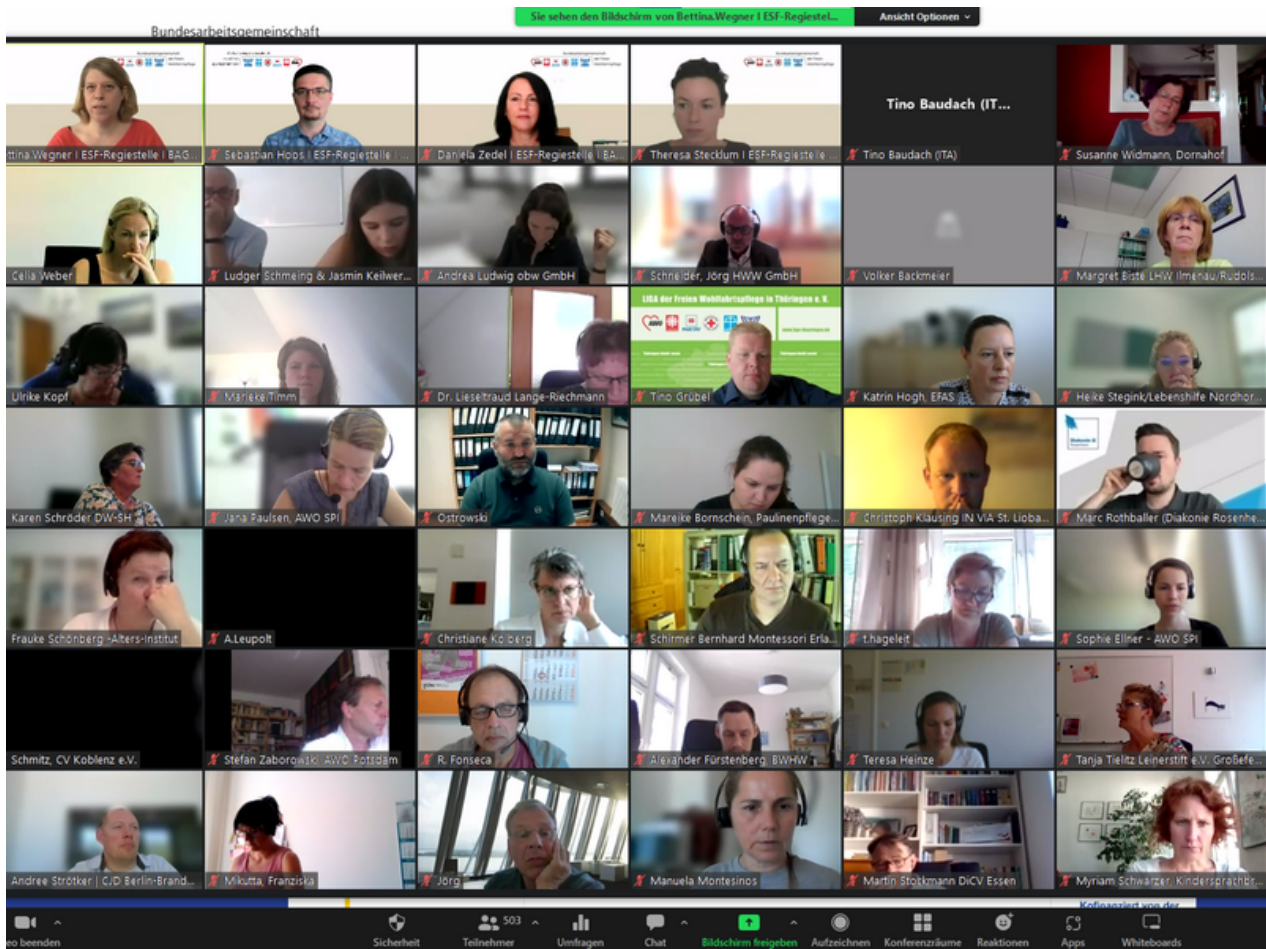 Sie sehen den Bildschirm von Bettina.Wegner I ESF-Regiestel...
Ansicht Optionen
Bundesarbeitsgemeinschaft
ttina.Wegner I ESF-Regiestelle I BAG...
Sebastian Hoos I ESF-Regiestelle I ...
Daniela Zedel I ESF-Regiestelle I BA...
Theresa Stecklum I ESF-Regiestelle ...
Tino Baudach (IT...
Tino Baudach (ITA)
Susanne Widmann, Dornahof
Celia Weber
Ludger Schmeing & Jasmin Keilwer...
Andrea Ludwig obw GmbH
Schneider, Jörg HWW GmbH
Volker Backmeier
Margret Biste LHW Ilmenau/Rudols...
LIGA der Freien Wohlfahrtspflege in Thüringen e. V.
AWO
Ulrike Kopf
Marieke Timm
Dr. Lieseltraud Lange-Riechmann
Tino Grübel
Katrin Hogh, EFAS
Heike Stegink/Lebenshilfe Nordhor...
Diakonie
Karen Schröder DW-SH
Jana Paulsen, AWO SPI
Ostrowski
Mareike Bornschein, Paulinenpflege...
Christoph Klausing IN VIA St. Lioba...
Marc Rothballer (Diakonie Rosenhe...
Frauke Schönberg -Alters-Institut
A.Leupolt
Christiane Kolberg
Schirmer Bernhard Montessori Erla...
t.hageleit
Sophie Ellner - AWO SPI
Schmitz, CV Koblenz e.V.
Stefan Zaborowski AWO Potsdam
R. Fonseca
Alexander Fürstenberg, BWHW
Teresa Heinze
Tanja Tielitz Leinerstift e.V. Großefe...
Andree Strötker | CJD Berlin-Brand...
Mikutta, Franziska
Jörg
Manuela Montesinos
Martin Stockmann DiCV Essen
Myriam Schwarzer, Kindersprachbr...
Kofinanziert von der
eo beenden
Sicherheit
503
Teilnehmer
Umfragen
Chat
Bildschirm freigeben
Aufzeichnen
Konferenzräume
Reaktionen
Apps
Whiteboards